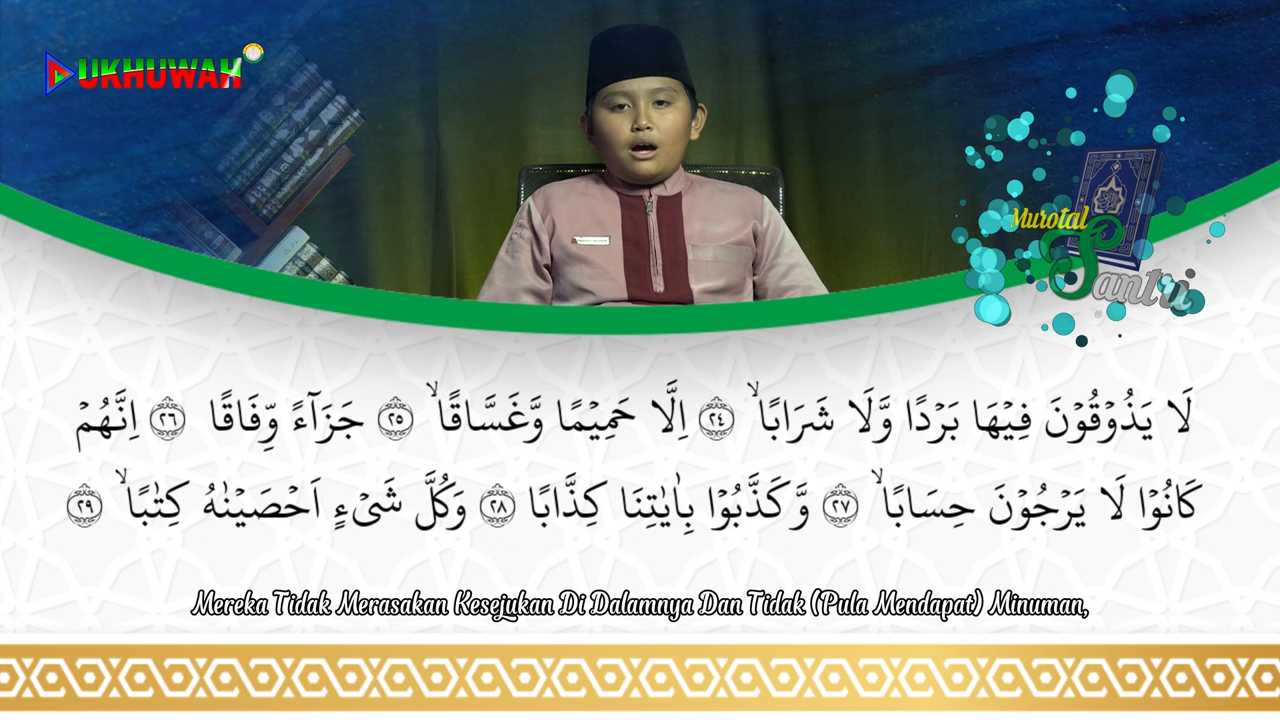 UKHUWAH
Murotal
Santri
لَا يَذُوْقُوْنَ فِيْهَا بَرْدًا وَّلَا شَرَابًاۙ ﴿٢٤﴾ اِلَّا حَمِيْمًا وَّغَسَّاقًاۙ ﴿٢٥﴾ جَزَاۤءً وِّفَاقًا ﴿٢٦﴾ اِنَّهُمْ
كَانُوْا لَا يَرْجُوْنَ حِسَابًاۙ ﴿٢٧﴾ وَّكَذَّبُوْا بِاٰيٰتِنَا كِذَّابًا ﴿٢٨﴾ وَكُلَّ شَيْءٍ اَحْصَيْنٰهُ كِتٰبًاۙ ﴿٢٩﴾
Mereka Tidak Merasakan Kesejukan Di Dalamnya Dan Tidak (Pula Mendapat) Minuman,